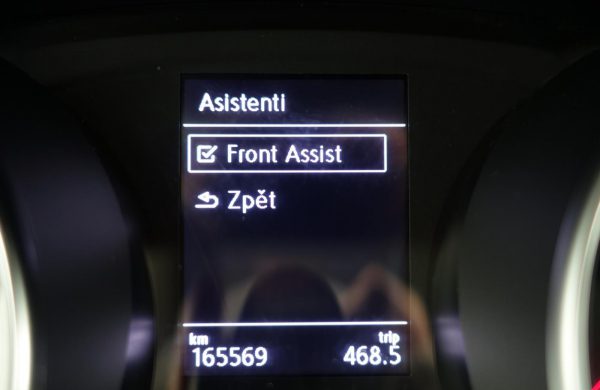 Asistenti
Front Assist
Zpět
km trip
165569 468.5